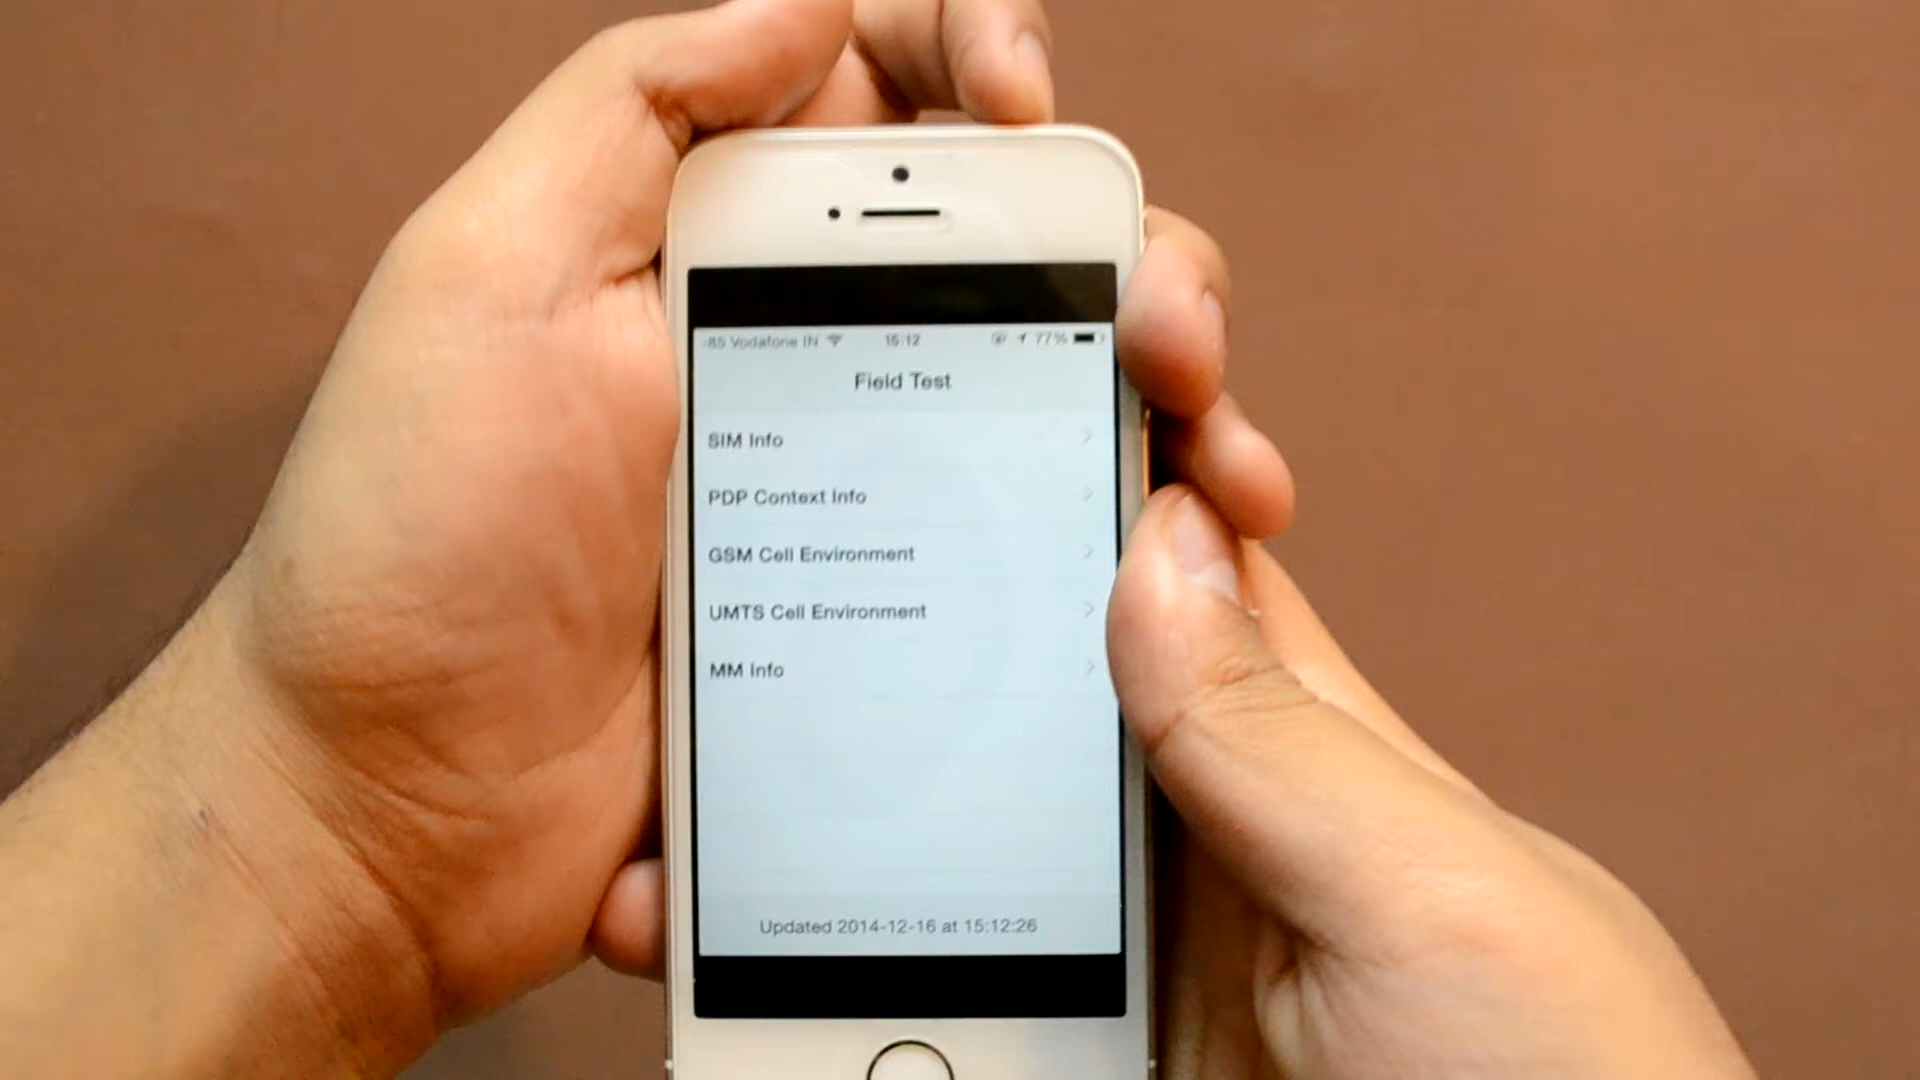 -85 Vodafone IN 15:12 77%
Field Test
SIM Info
PDP Context Info
GSM Cell Environment
UMTS Cell Environment
MM Info
Updated 2014-12-16 at 15:12:26